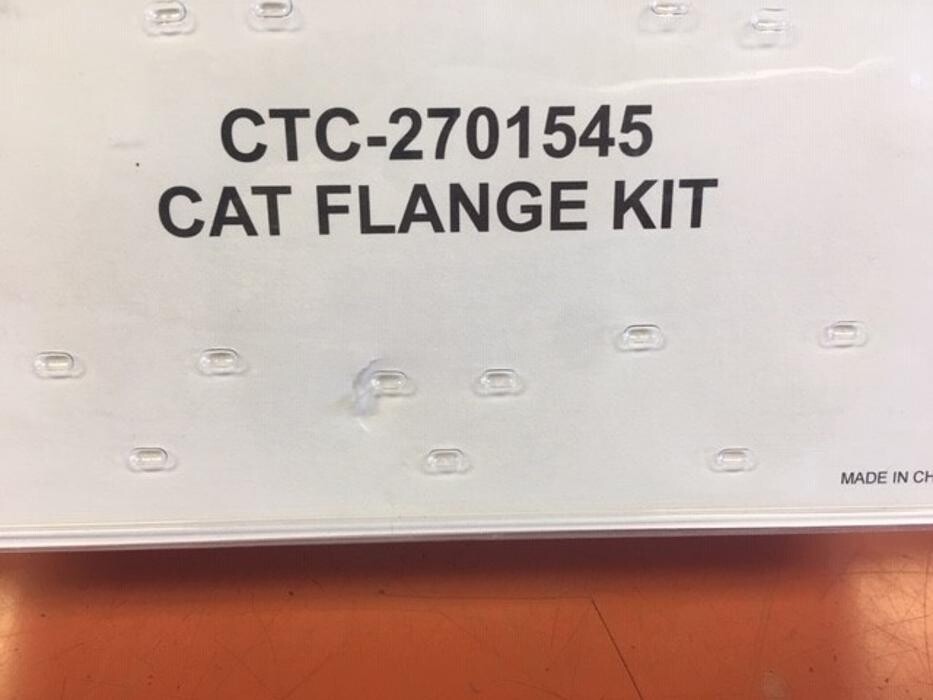 CTC-2701545
CAT FLANGE KIT
MADE IN CH